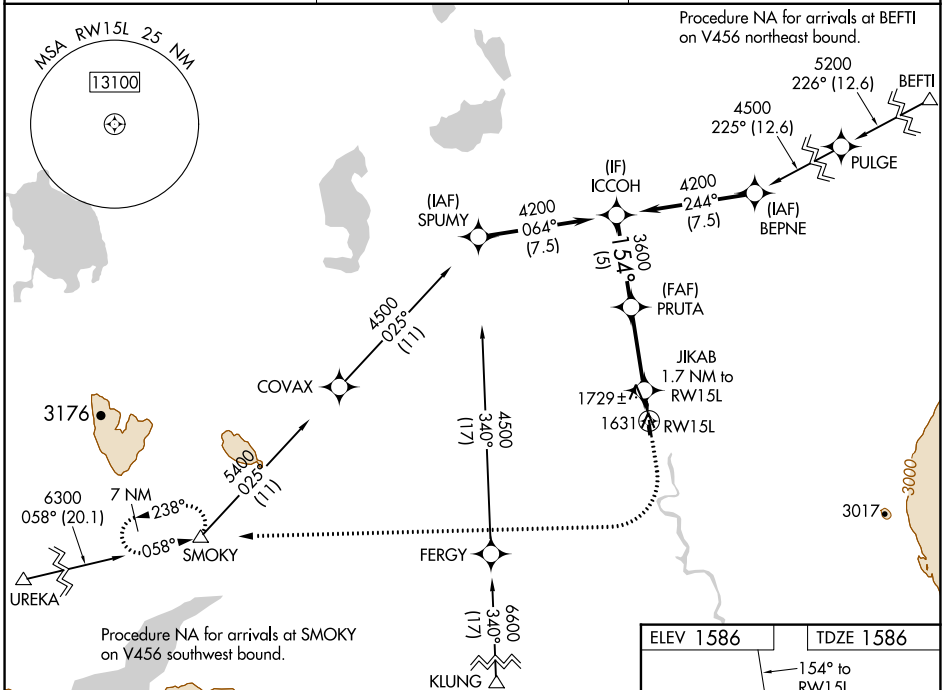 MSA RW15L 25 NM
13100
Procedure NA for arrivals at BEFTI
on V456 northeast bound.
5200
226° (12.6)
BEFTI
4500
225° (12.6)
PULGE
(IF)
ICCOH
(IAF)
SPUMY
4200
064°
(7.5)
4200
244°
(7.5)
(IAF)
BEPNE
3600
154°
(5)
(FAF)
PRUTA
4500
025°
(11)
COVAX
JIKAB
1.7 NM to
RW15L
1729±
1631
RW15L
3176
5400
025°
(11)
4500
340°
(17)
3000
3017
6300
058° (20.1)
7 NM
238°
058°
SMOKY
UREKA
FERGY
6600
340°
(17)
KLUNG
Procedure NA for arrivals at SMOKY
on V456 southwest bound.
ELEV 1586
TDZE 1586
154° to
RW15L